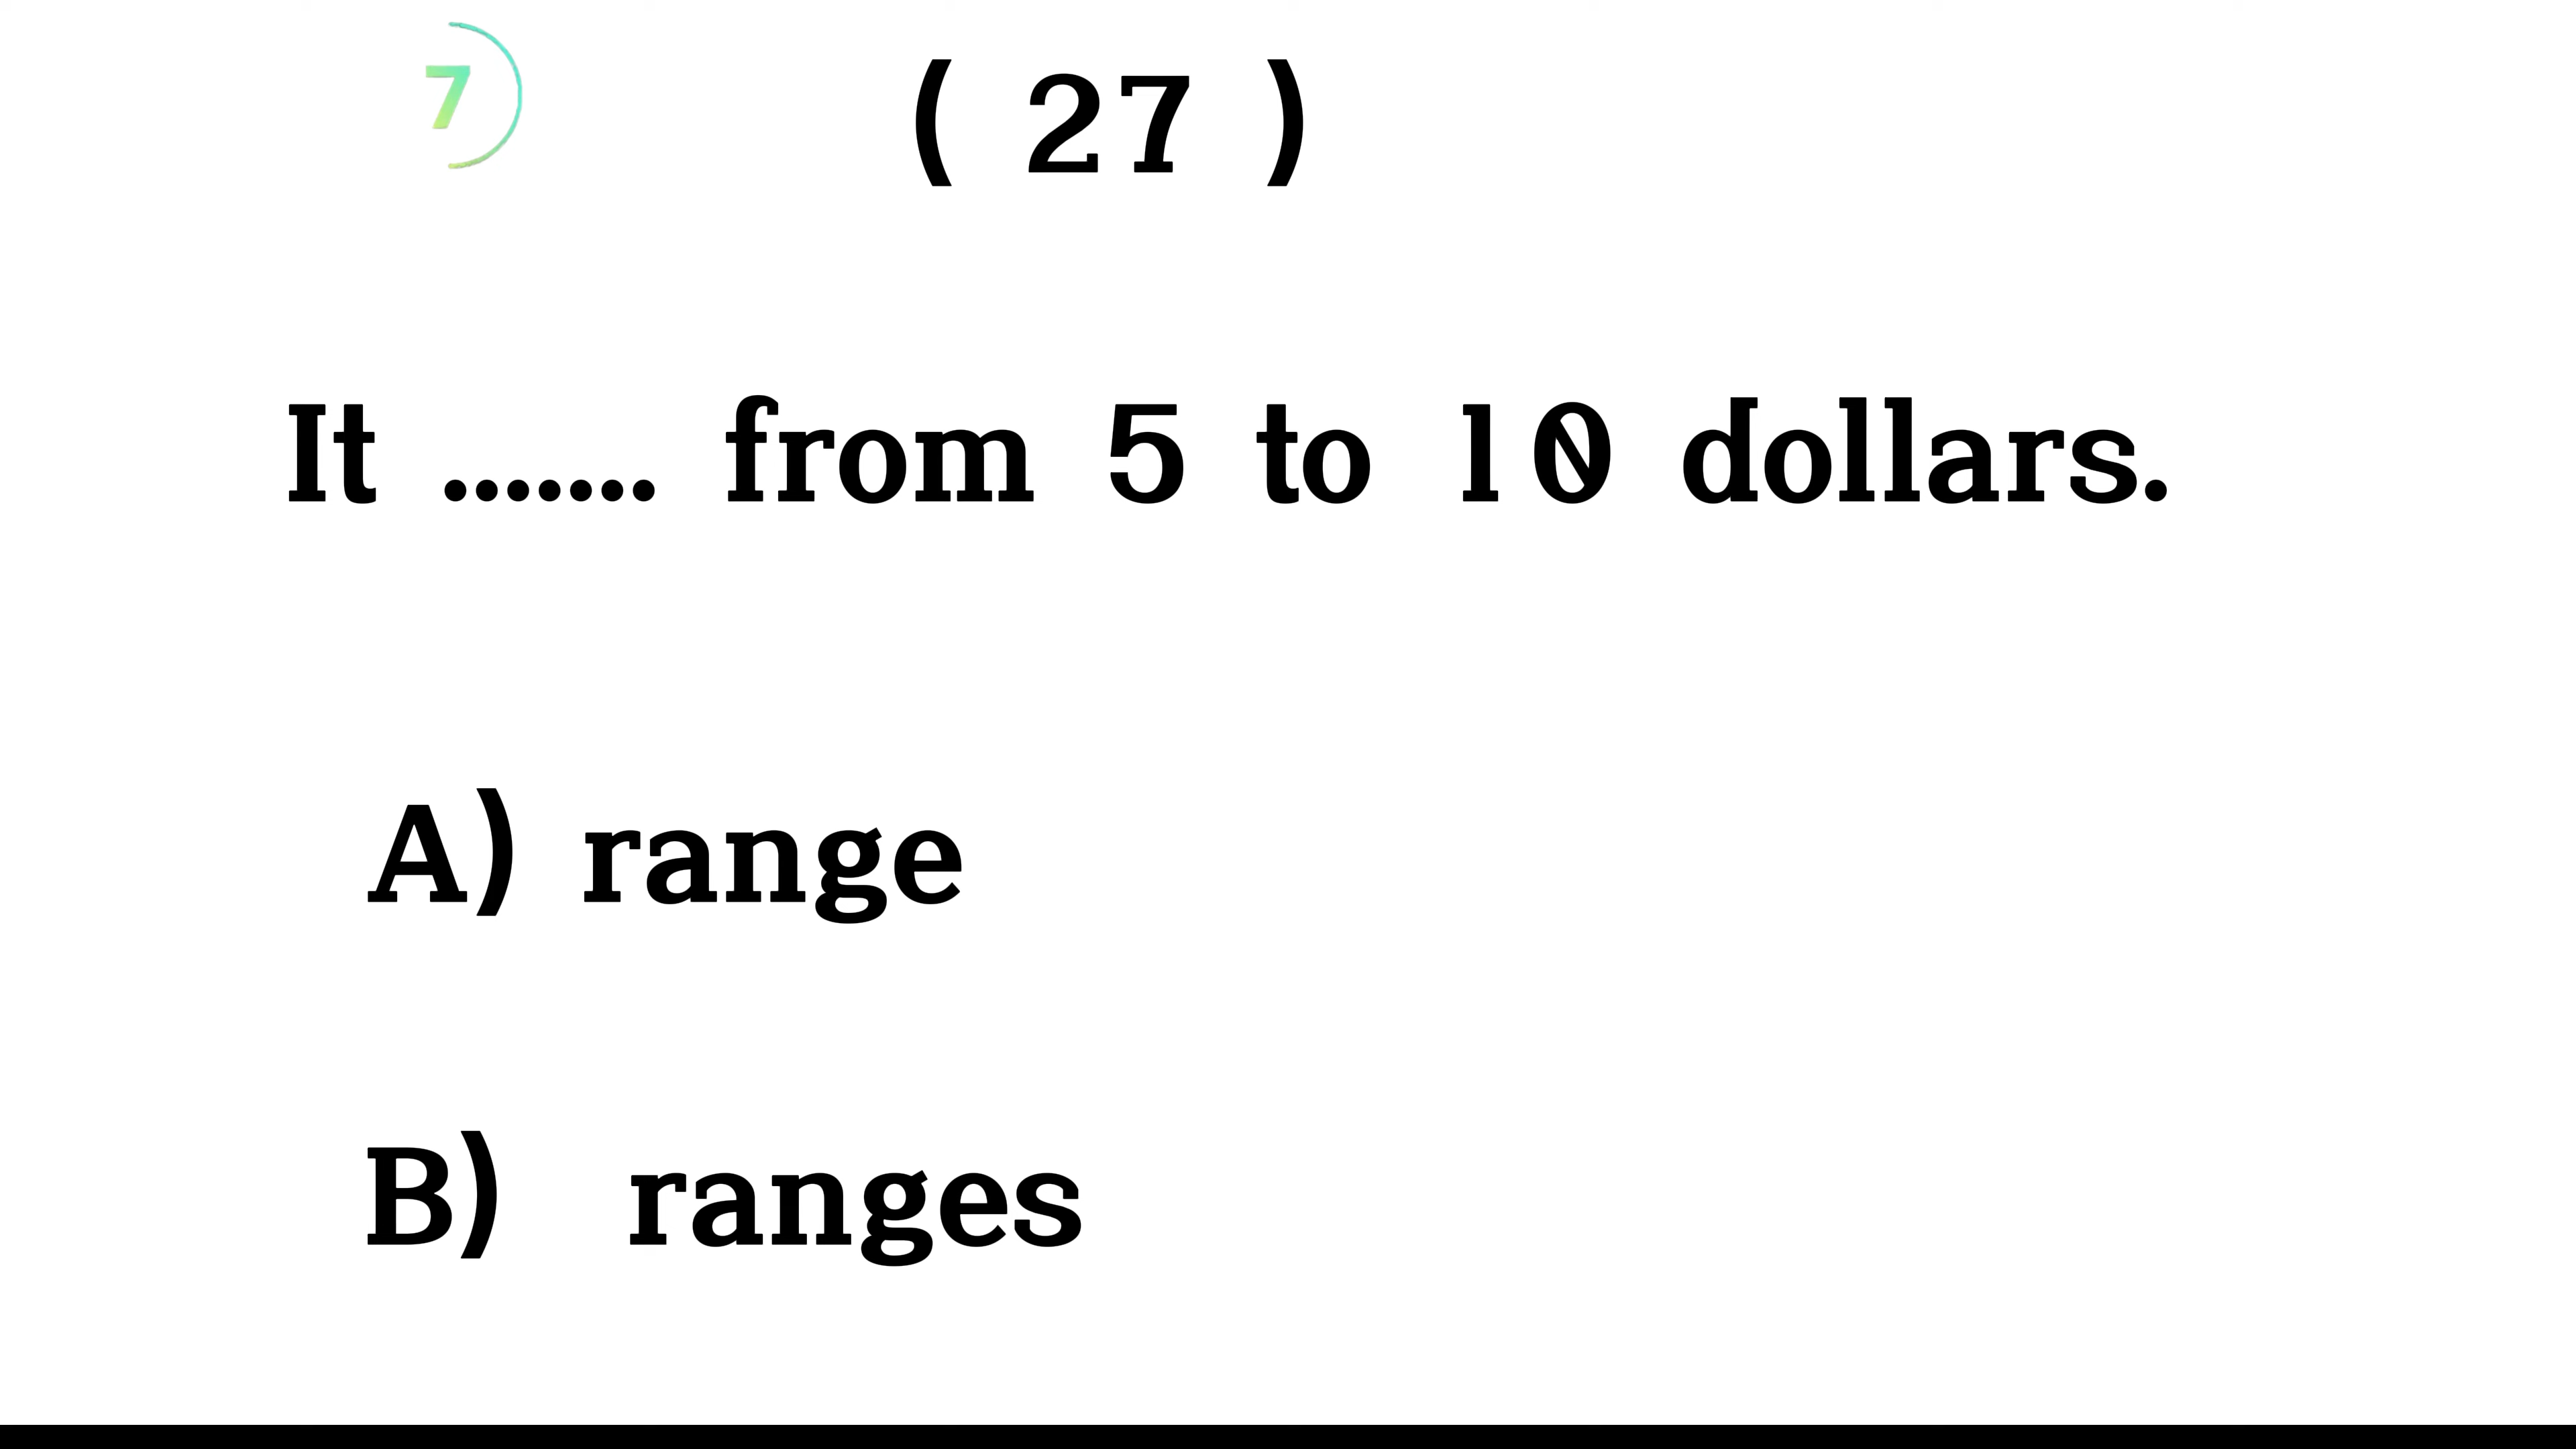 7
( 27 )
It ....... from 5 to 10 dollars.
A) range
B) ranges